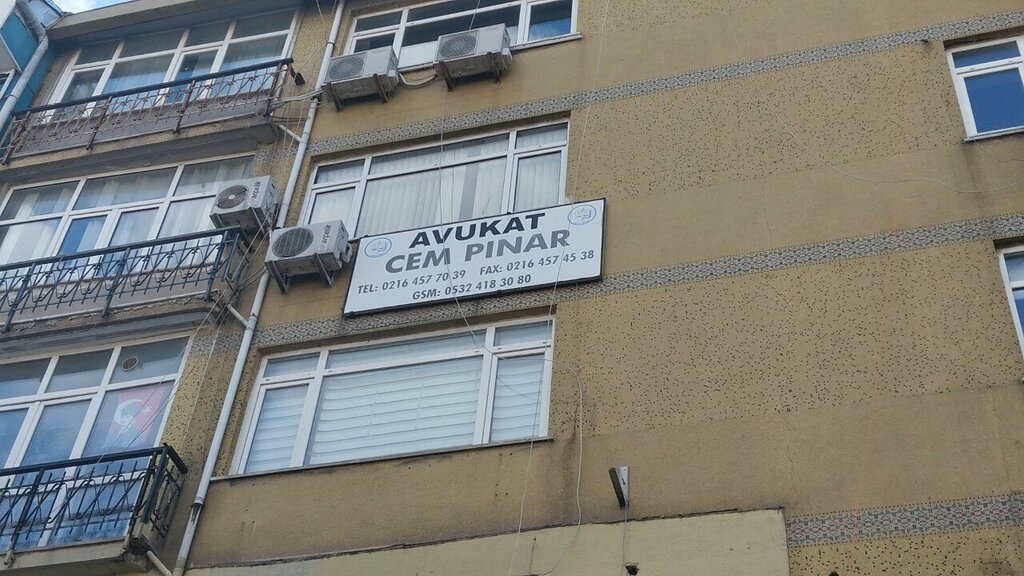 AVUKAT
CEM PINAR
TEL: 0216 457 70 39 FAX: 0216 457 45 38
GSM: 0532 418 30 80